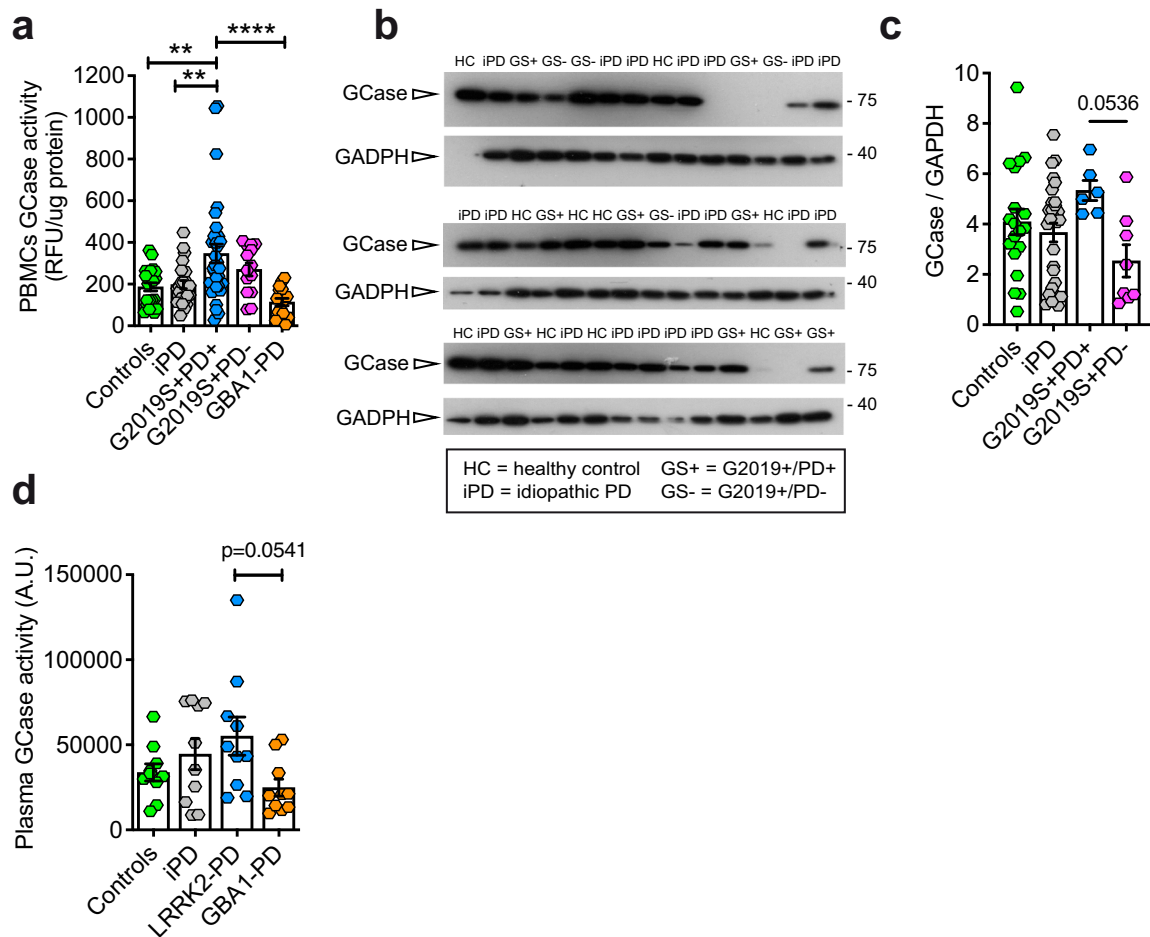 a
PBMCs GCase activity
(RFU/ug protein)
1200
1000
800
600
400
200
0
**
**
****
Controls
iPD
G2019S+PD+
G2019S+PD-
GBA1-PD
b
HC iPD GS+ GS- GS- iPD iPD HC iPD iPD GS+ GS- iPD iPD
GCase
- 75
GADPH
- 40
iPD iPD HC GS+ HC HC GS+ GS- iPD iPD GS+ HC iPD iPD
GCase
75
GADPH
40
HC iPD GS+ HC iPD HC iPD iPD iPD GS+ HC GS+ GS+
GCase
- 75
- 40
GADPH
HC = healthy control GS+ = G2019+/PD+
iPD = idiopathic PD GS- = G2019+/PD-
c
GCase / GAPDH
10
8
6
4
2
0
0.0536
Controls
iPD
G2019S+PD+
G2019S+PD-
d
Plasma GCase activity (A.U.)
150000
100000
50000
0
p=0.0541
Controls
iPD
LRRK2-PD
GBA1-PD